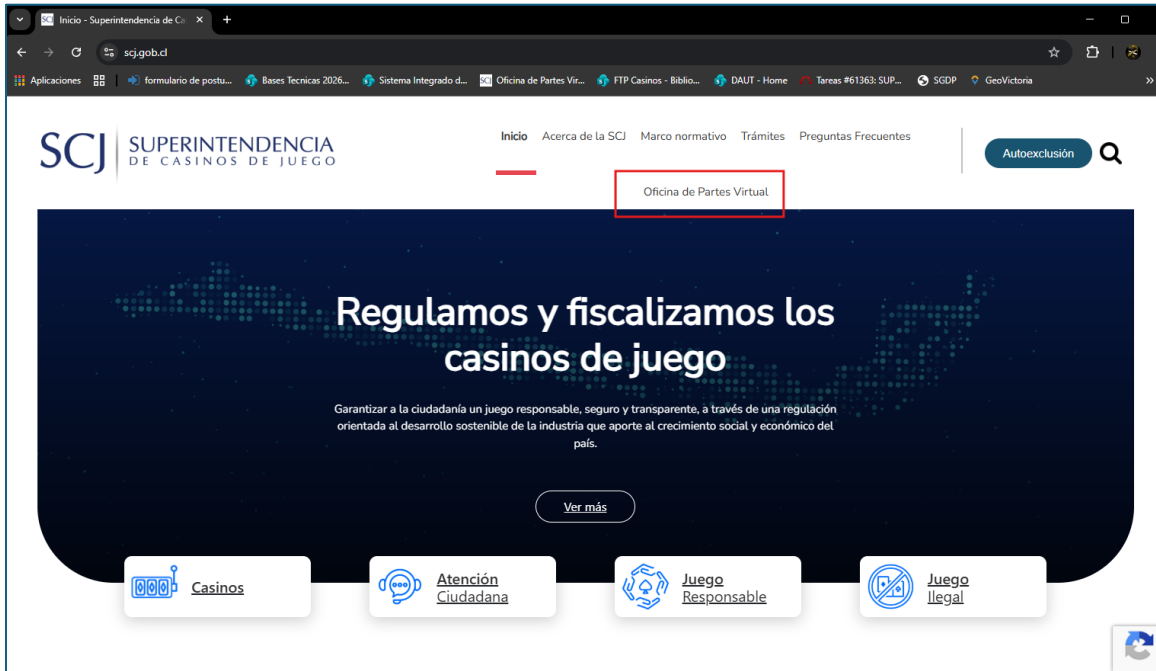 Inicio - Superintendencia de Ca
scj.gob.cl
Aplicaciones formulario de postu... Bases Tecnicas 2026... Sistema Integrado d... Oficina de Partes Vir... FTP Casinos - Biblio... DAUT - Home Tareas #61363: SUP... SGDP GeoVictoria »
SCJ SUPERINTENDENCIA
DE CASINOS DE JUEGO
Inicio Acerca de la SCJ Marco normativo Trámites Preguntas Frecuentes
Autoexclusión
Oficina de Partes Virtual
Regulamos y fiscalizamos los
casinos de juego
Garantizar a la ciudadanía un juego responsable, seguro y transparente, a través de una regulación
orientada al desarrollo sostenible de la industria que aporte al crecimiento social y económico del
país.
Ver más
Casinos
Atención
Ciudadana
Juego
Responsable
Juego
Ilegal